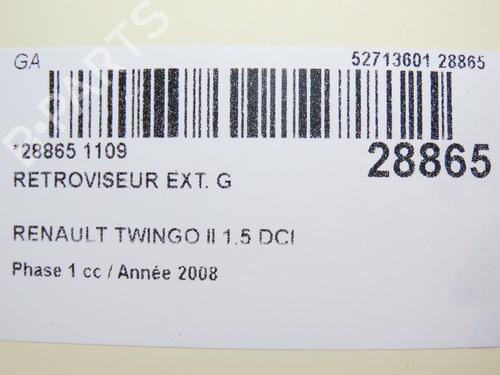 GA 52713601 28865
*28865 1109 28865
RETROVISEUR EXT. G
RENAULT TWINGO II 1.5 DCI
Phase 1 cc / Année 2008
B-PARTS